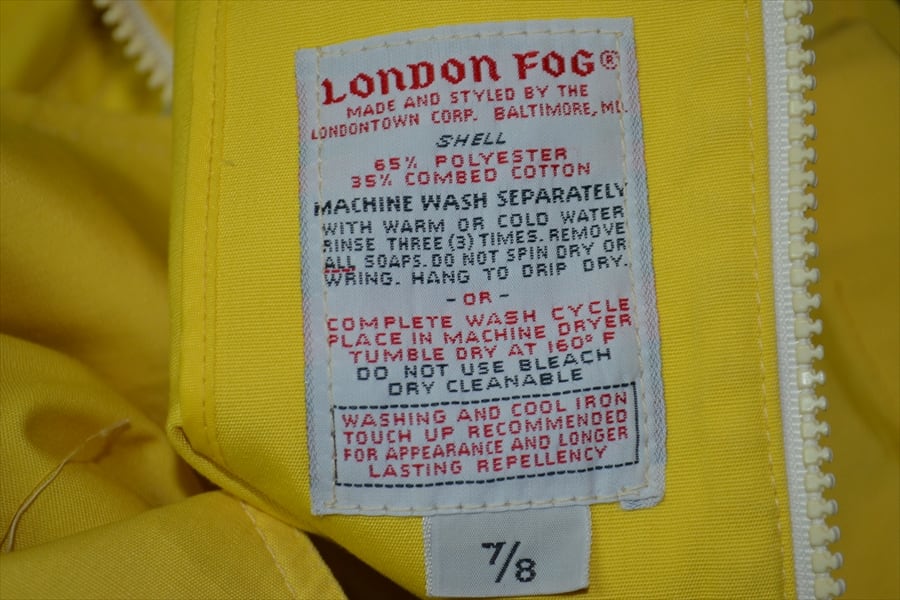 LONDON FOG®
MADE AND STYLED BY THE
LONDONTOWN CORP. BALTIMORE, MD
SHELL
65% POLYESTER
35% COMBED COTTON
MACHINE WASH SEPARATELY
WITH WARM OR COLD WATER
RINSE THREE (3) TIMES. REMOVE
ALL SOAPS. DO NOT SPIN DRY OR
WRING. HANG TO DRIP DRY.
-OR-
COMPLETE WASH CYCLE
PLACE IN MACHINE DRYER
TUMBLE DRY AT 160° F
DO NOT USE BLEACH
DRY CLEANABLE
WASHING AND COOL IRON
TOUCH UP RECOMMENDED
FOR APPEARANCE AND LONGER
LASTING REPELLENCY
7/8